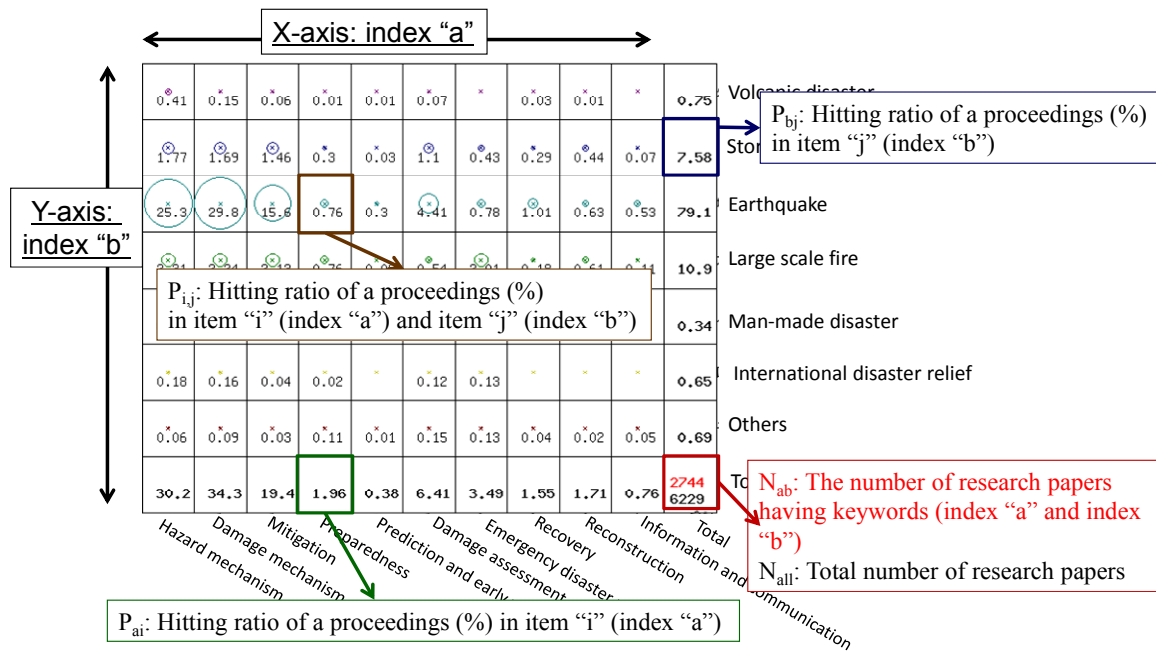 X-axis: index “a”
Y-axis:
index “b”
0.41 0.15 0.06 0.01 0.01 0.07 0.03 0.01 0.75 Volcanic disaster
1.77 1.69 1.46 0.3 0.03 1.1 0.43 0.29 0.44 0.07 7.58
P_bj: Hitting ratio of a proceedings (%)
in item “j” (index “b”)
25.3 29.8 15.6 0.76 0.3 4.41 0.78 1.01 0.63 0.53 79.1 Earthquake
10.9 Large scale fire
P_i,j: Hitting ratio of a proceedings (%)
in item “i” (index “a”) and item “j” (index “b”)
0.34 Man-made disaster
0.18 0.16 0.04 0.02 0.12 0.13 0.65 International disaster relief
0.06 0.09 0.03 0.11 0.01 0.15 0.13 0.04 0.02 0.05 0.69 Others
30.2 34.3 19.4 1.96 0.38 6.41 3.49 1.55 1.71 0.76 2744
6229
N_ab: The number of research papers
having keywords (index “a” and index
“b”)
N_all: Total number of research papers
Hazard mechanism
Damage mechanism
Mitigation
Preparedness
Prediction and early
Damage assessment
Emergency disaster
Recovery
Reconstruction
Information and communication
Total
P_ai: Hitting ratio of a proceedings (%) in item “i” (index “a”)